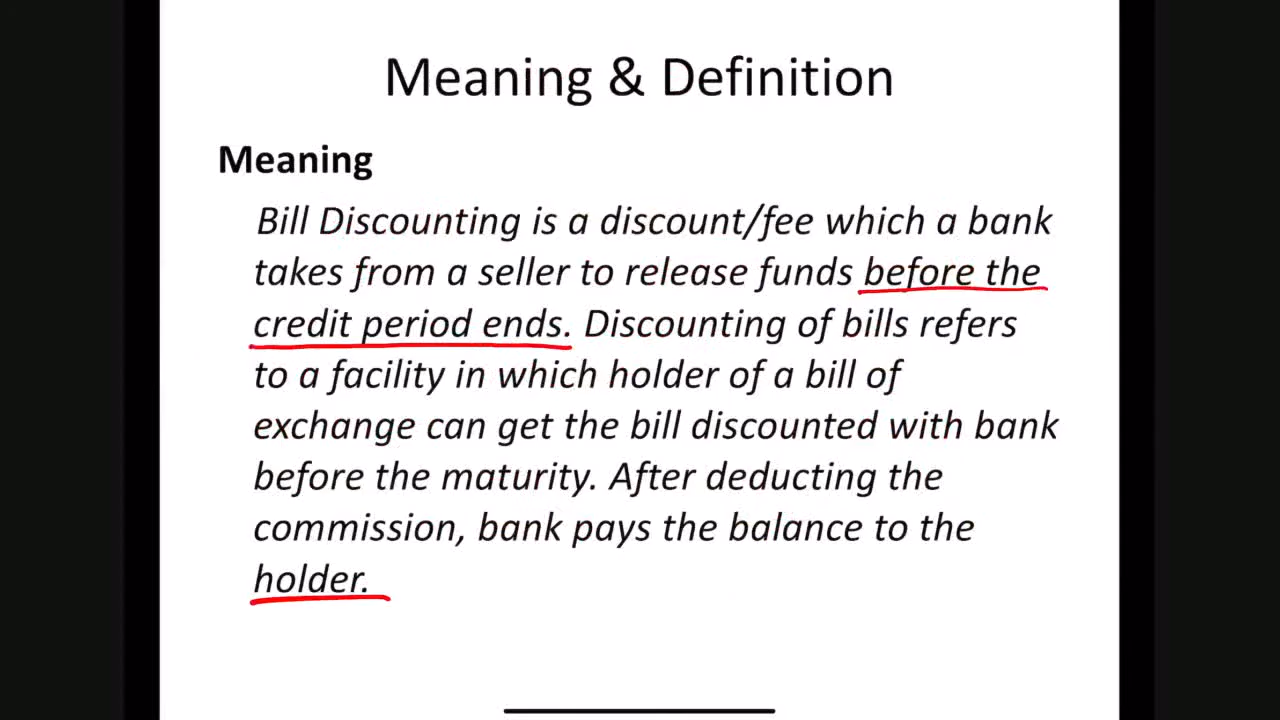 Meaning & Definition
Meaning
Bill Discounting is a discount/fee which a bank
takes from a seller to release funds before the
credit period ends. Discounting of bills refers
to a facility in which holder of a bill of
exchange can get the bill discounted with bank
before the maturity. After deducting the
commission, bank pays the balance to the
holder.